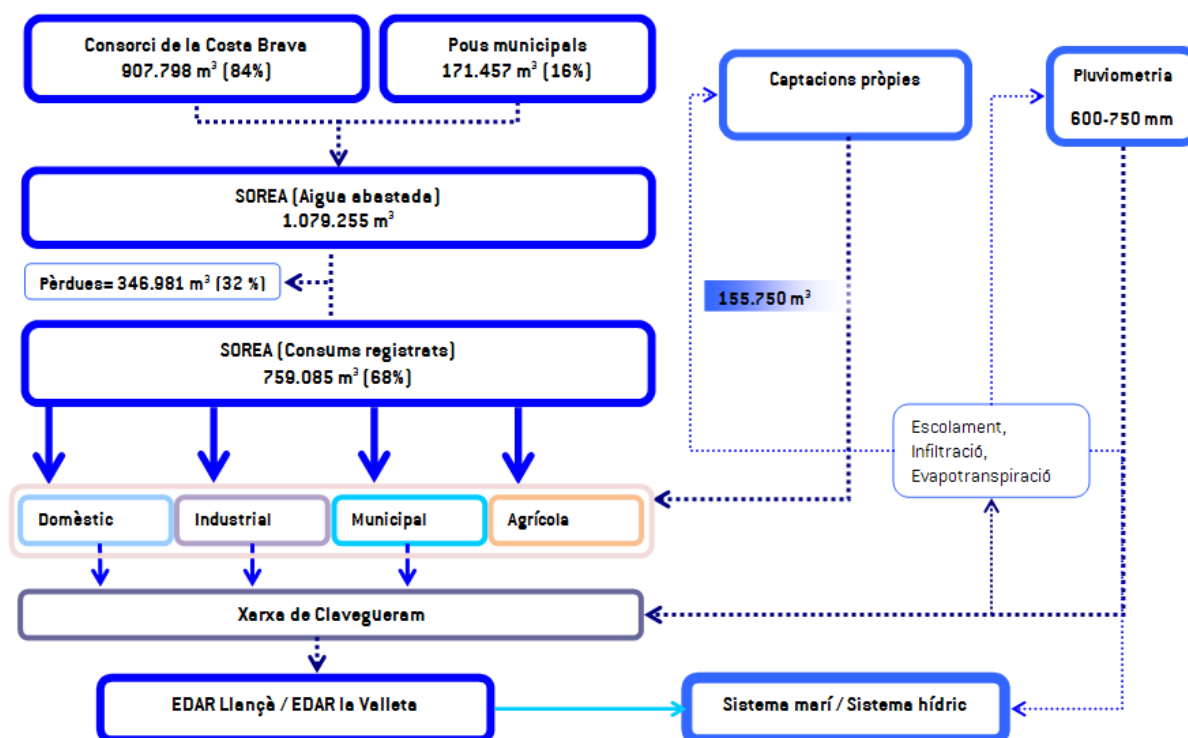 Consorci de la Costa Brava
907.798 m³ (84%)
Pous municipals
171.457 m³ (16%)
Captacions pròpies
Pluviometria
600-750 mm
SOREA (Aigua abastada)
1.079.255 m³
Pèrdues= 346.981 m³ (32 %)
155.750 m³
SOREA (Consums registrats)
759.085 m³ (68%)
Escolament,
Infiltració,
Evapotranspiració
Domèstic
Industrial
Municipal
Agrícola
Xarxa de Clavegueram
EDAR Llançà / EDAR la Valleta
Sistema marí / Sistema hídric